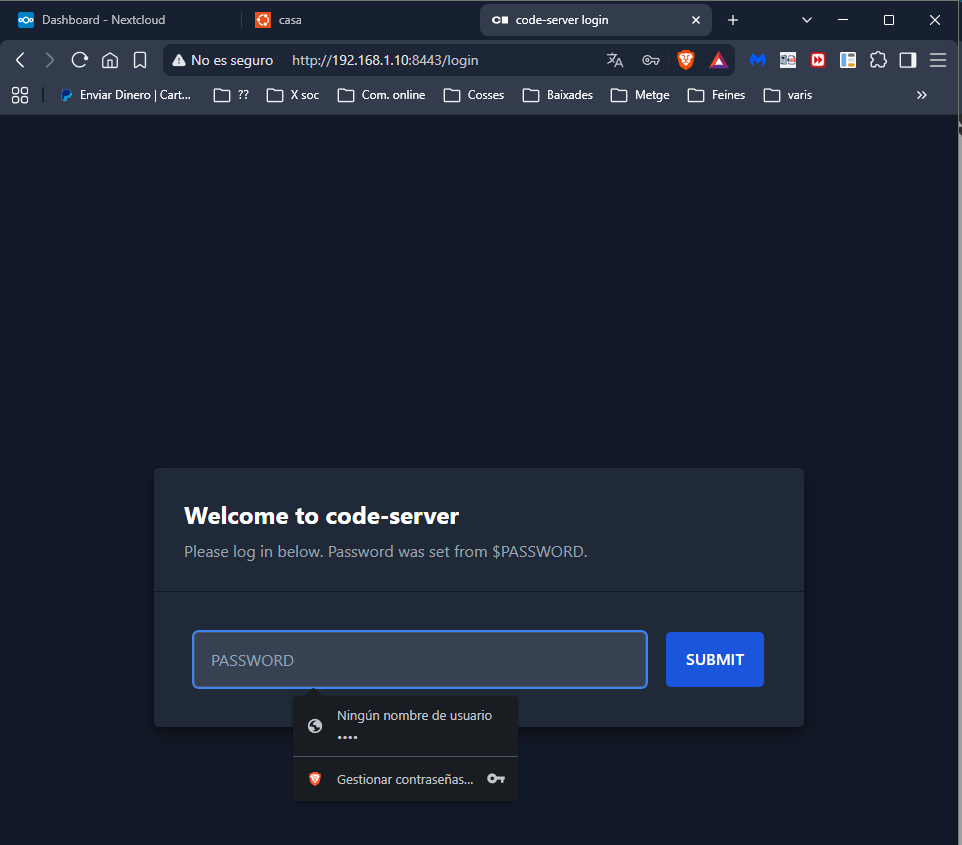 Dashboard - Nextcloud
casa
code-server login
No es seguro
http://192.168.1.10:8443/login
Enviar Dinero | Cart...
??
X soc
Com. online
Cosses
Baixades
Metge
Feines
varis
Welcome to code-server
Please log in below. Password was set from $PASSWORD.
PASSWORD
SUBMIT
Ningún nombre de usuario
••••
Gestionar contraseñas...